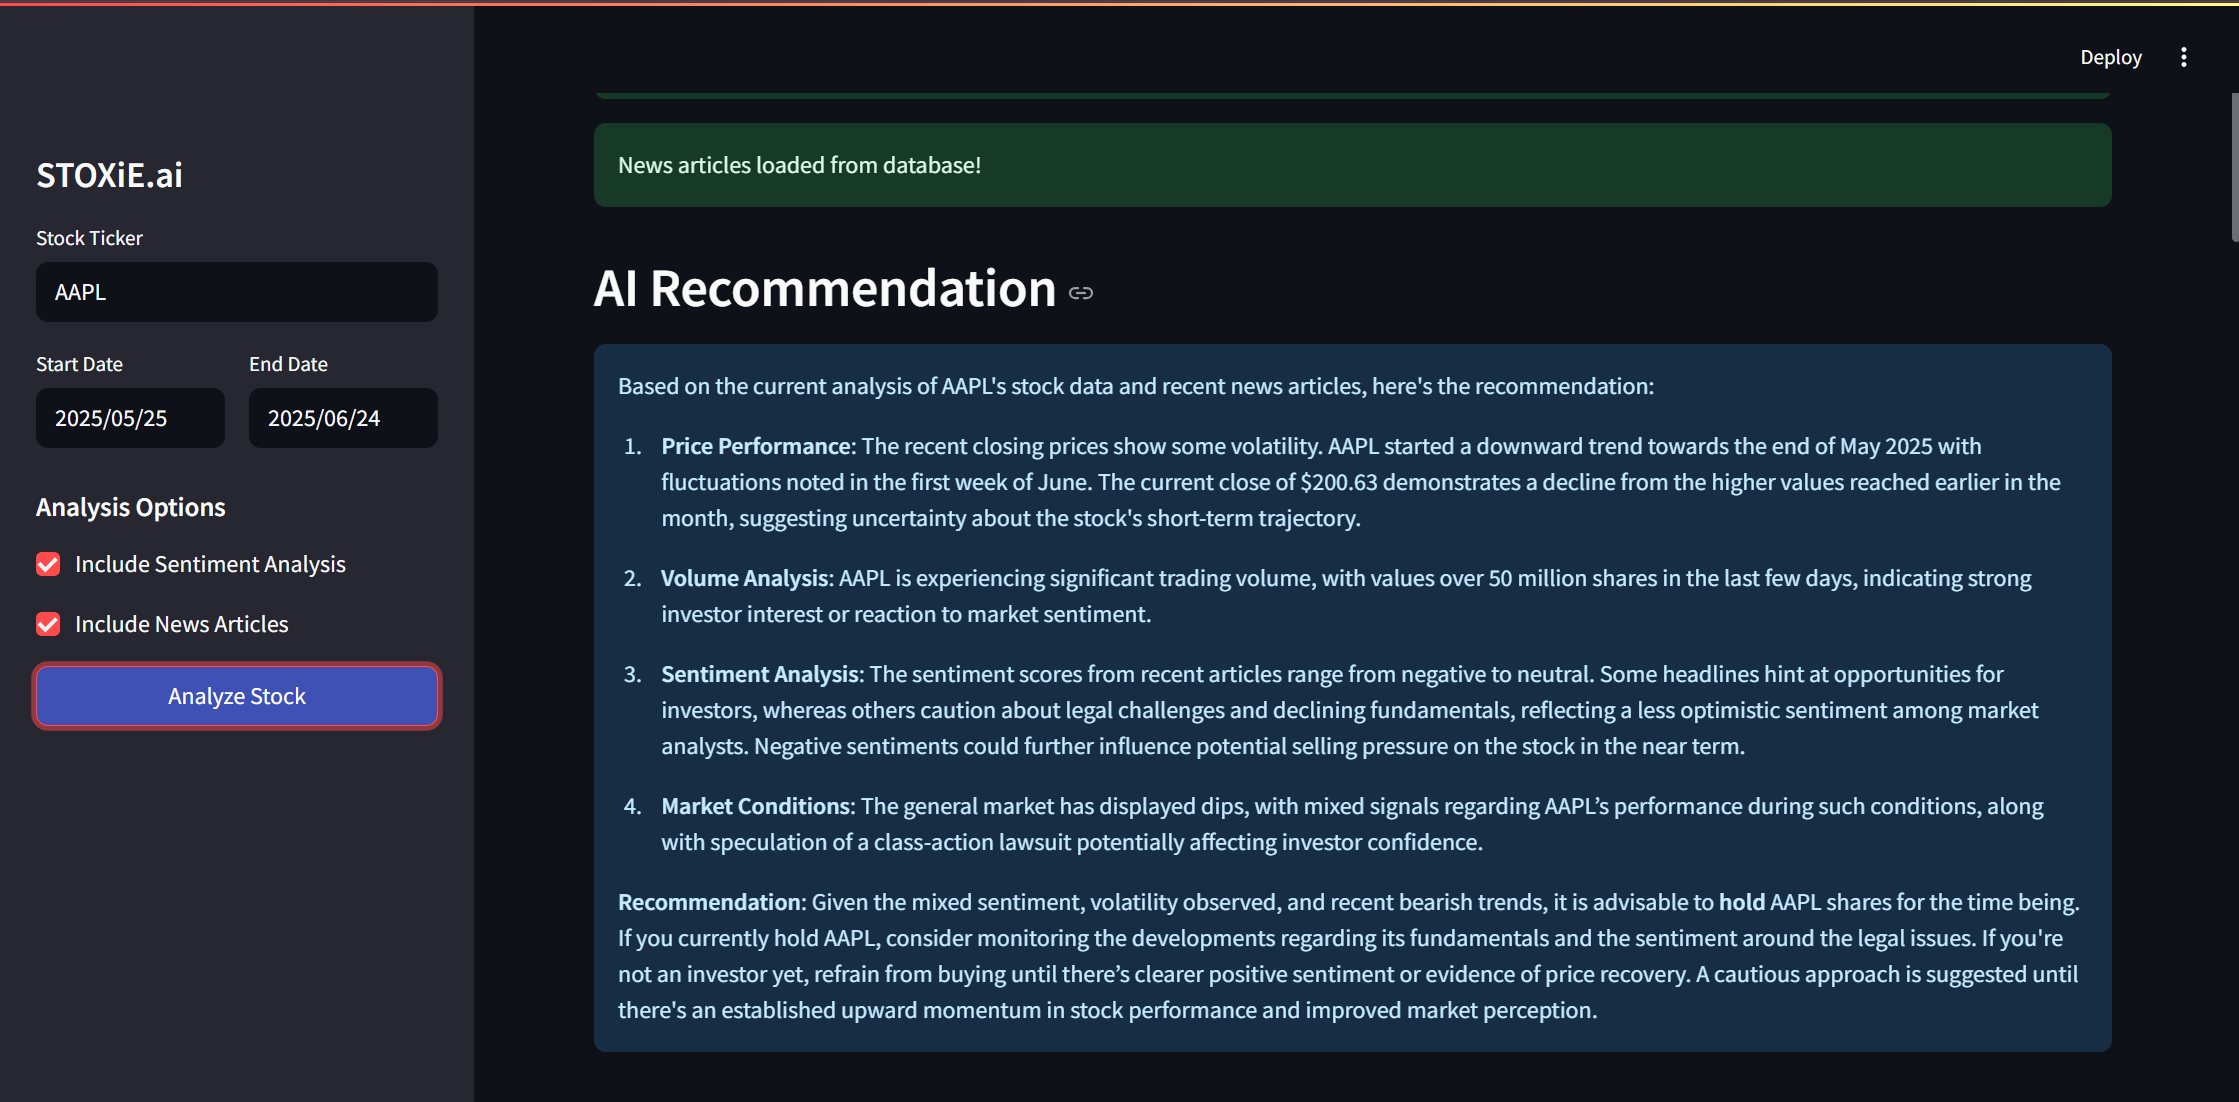 Deploy
STOXiE.ai
Stock Ticker
AAPL
Start Date
End Date
2025/05/25
2025/06/24
Analysis Options
Include Sentiment Analysis
Include News Articles
Analyze Stock
News articles loaded from database!
AI Recommendation
Based on the current analysis of AAPL's stock data and recent news articles, here's the recommendation:
1. Price Performance: The recent closing prices show some volatility. AAPL started a downward trend towards the end of May 2025 with
fluctuations noted in the first week of June. The current close of $200.63 demonstrates a decline from the higher values reached earlier in the
month, suggesting uncertainty about the stock's short-term trajectory.
2. Volume Analysis: AAPL is experiencing significant trading volume, with values over 50 million shares in the last few days, indicating strong
investor interest or reaction to market sentiment.
3. Sentiment Analysis: The sentiment scores from recent articles range from negative to neutral. Some headlines hint at opportunities for
investors, whereas others caution about legal challenges and declining fundamentals, reflecting a less optimistic sentiment among market
analysts. Negative sentiments could further influence potential selling pressure on the stock in the near term.
4. Market Conditions: The general market has displayed dips, with mixed signals regarding AAPL’s performance during such conditions, along
with speculation of a class-action lawsuit potentially affecting investor confidence.
Recommendation: Given the mixed sentiment, volatility observed, and recent bearish trends, it is advisable to hold AAPL shares for the time being.
If you currently hold AAPL, consider monitoring the developments regarding its fundamentals and the sentiment around the legal issues. If you're
not an investor yet, refrain from buying until there’s clearer positive sentiment or evidence of price recovery. A cautious approach is suggested until
there's an established upward momentum in stock performance and improved market perception.